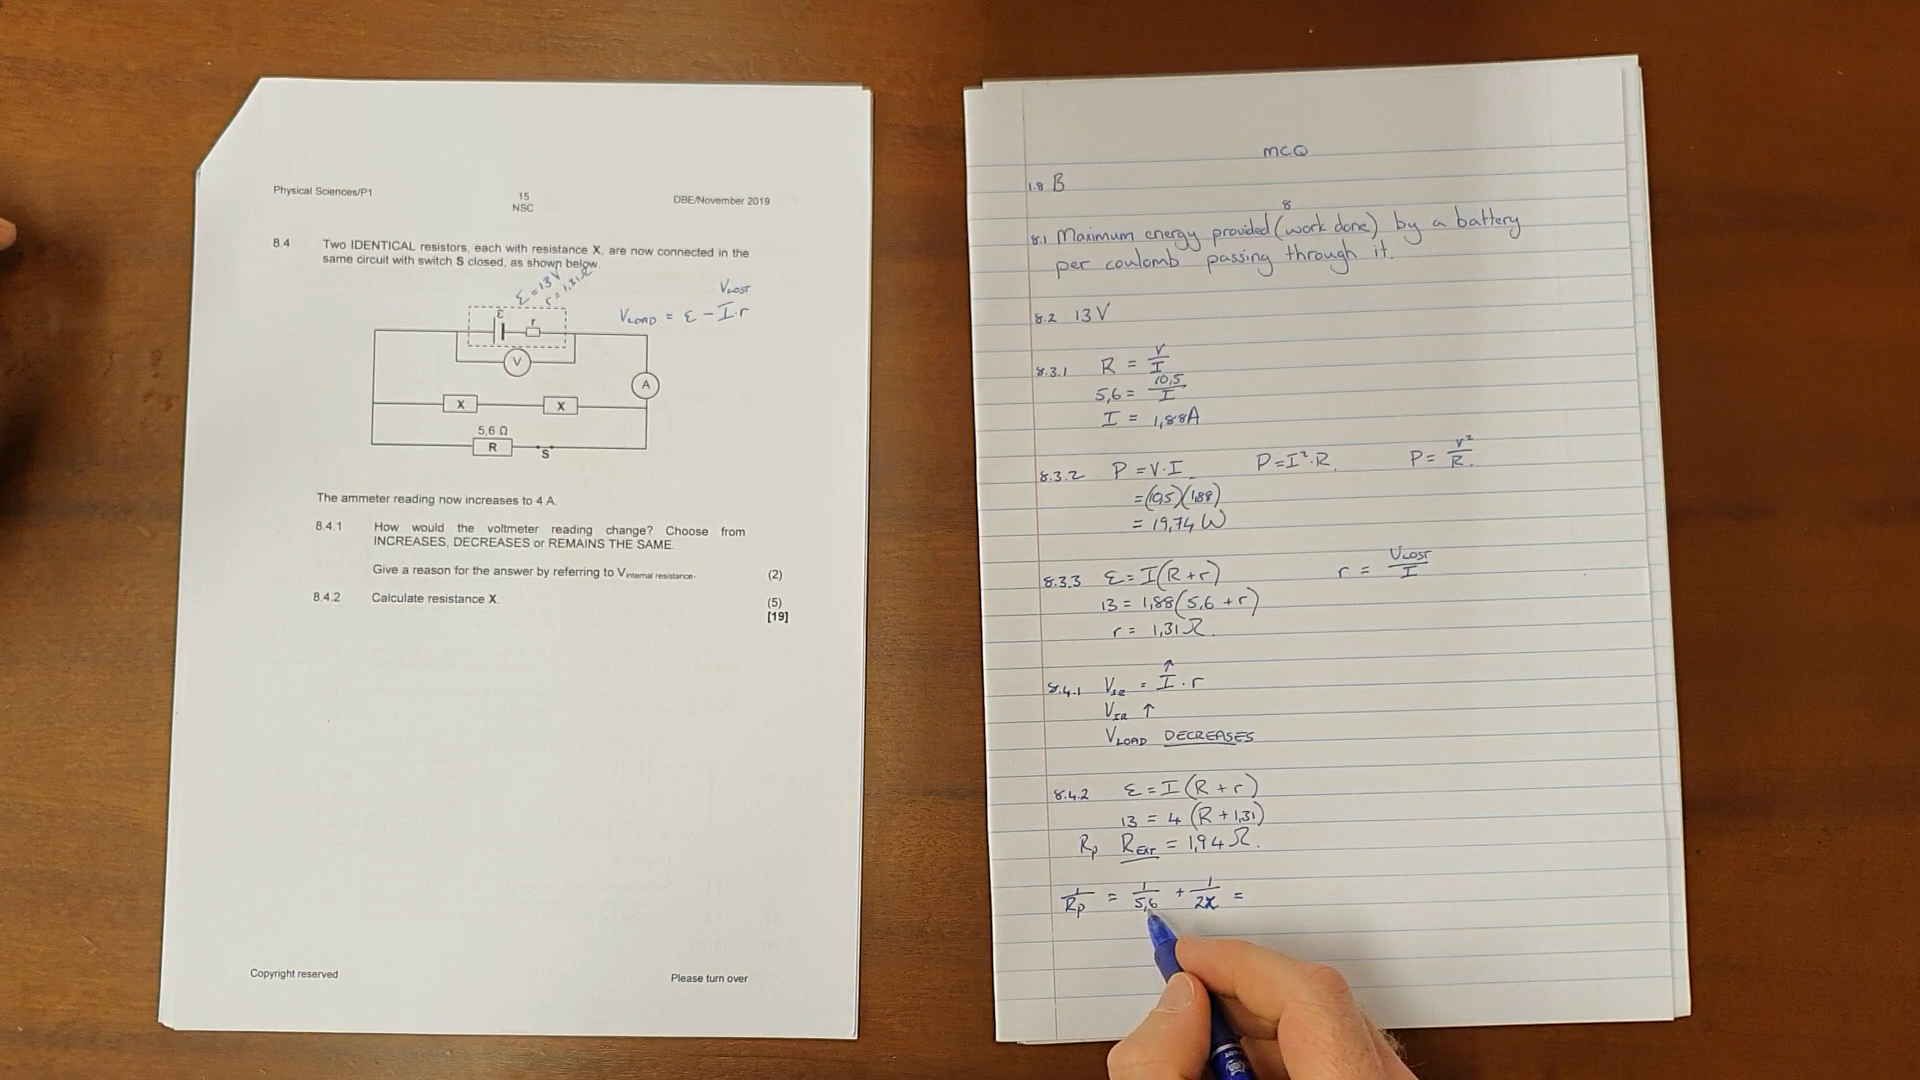 Physical Sciences/P1
15
NSC
DBE/November 2019
8.4 Two IDENTICAL resistors, each with resistance X, are now connected in the
same circuit with switch S closed, as shown below.
Ɛ = 13 V
r = 1,31 Ω
V_LOST
V_LOAD = Ɛ − I·r
Ɛ r
V
A
X X
5,6 Ω
R S
The ammeter reading now increases to 4 A.
8.4.1 How would the voltmeter reading change? Choose from
INCREASES, DECREASES or REMAINS THE SAME.
Give a reason for the answer by referring to Vinternal resistance. (2)
8.4.2 Calculate resistance X. (5)
[19]
Copyright reserved Please turn over
MCQ
1.8 B
8
8.1 Maximum energy provided (work done) by a battery
per coulomb passing through it.
8.2 13 V
8.3.1 R = V/I
5,6 = 10,5/I
I = 1,88A
8.3.2 P = V·I P = I²·R P = V²/R
= (10,5)(1,88)
= 19,74 W
8.3.3 Ɛ = I(R + r) r = V_LOST/I
13 = 1,88(5,6 + r)
r = 1,31 Ω
8.4.1 V_IR = I↑ · r
V_IR ↑
V_LOAD DECREASES
8.4.2 Ɛ = I(R + r)
13 = 4(R + 1,31)
Rp R_EXT = 1,94 Ω.
1/Rp = 1/5,6 + 1/2x =